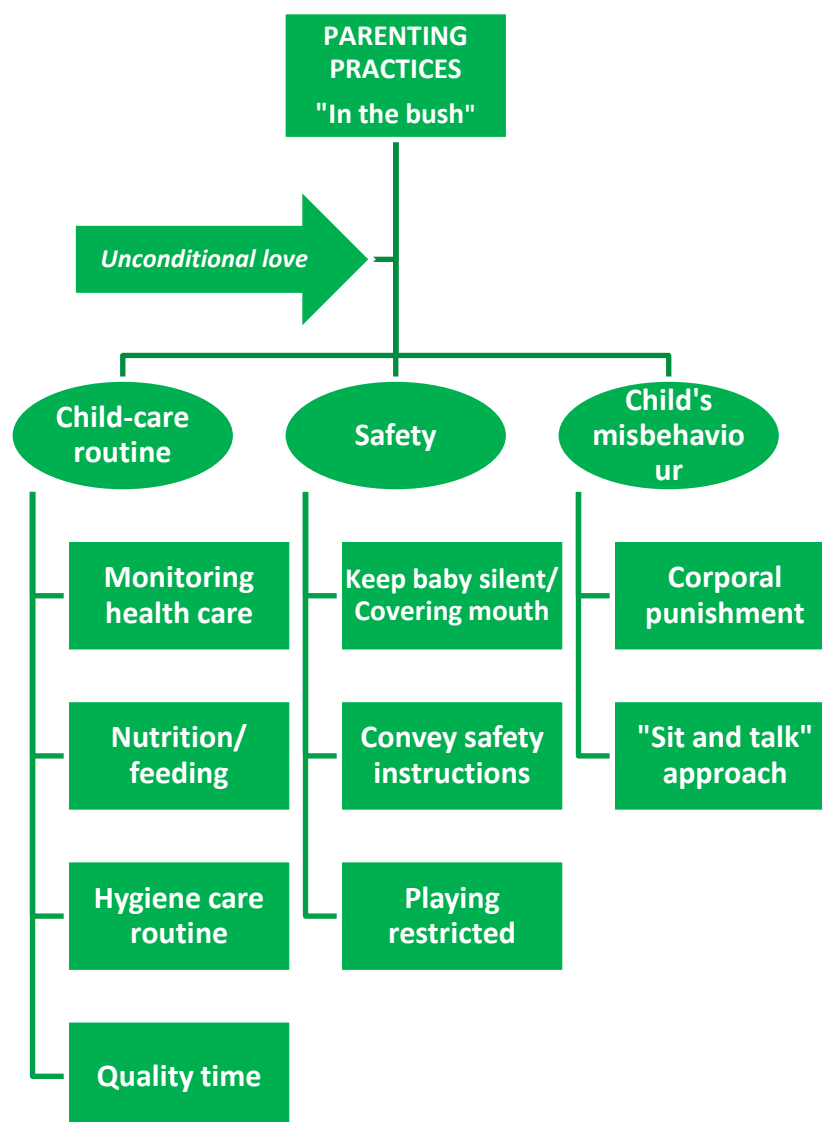 PARENTING
PRACTICES
"In the bush"
Unconditional love
Child-care
routine
Safety
Child's
misbehavio
ur
Monitoring
health care
Keep baby silent/
Covering mouth
Corporal
punishment
Nutrition/
feeding
Convey safety
instructions
"Sit and talk"
approach
Hygiene care
routine
Playing
restricted
Quality time